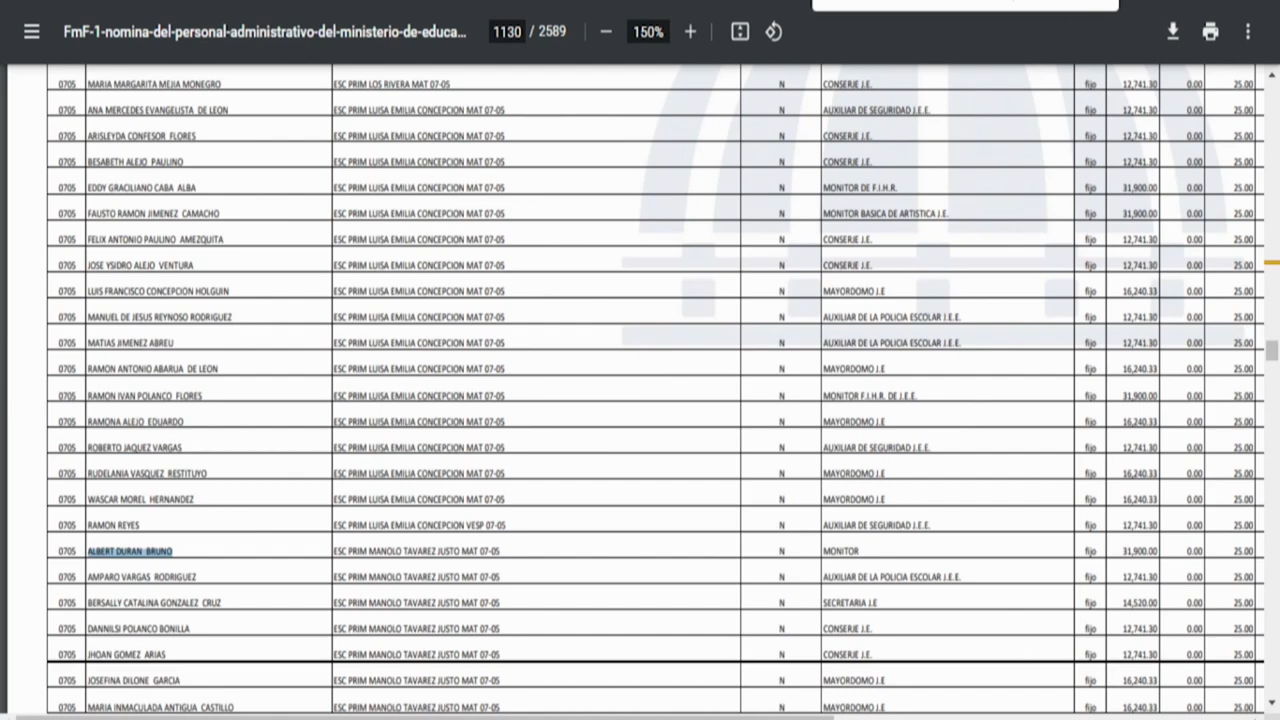 FmF-1-nomina-del-personal-administrativo-del-ministerio-de-educa... 1130 / 2589 150%
0705 MARIA MARGARITA MEJIA MONEGRO ESC PRIM LOS RIVERA MAT 07-05 N CONSERJE J.E. fijo 12,741.30 0.00 25.00
0705 ANA MERCEDES EVANGELISTA DE LEON ESC PRIM LUISA EMILIA CONCEPCION MAT 07-05 N AUXILIAR DE SEGURIDAD J.E.E. fijo 12,741.30 0.00 25.00
0705 ARISLEYDA CONFESOR FLORES ESC PRIM LUISA EMILIA CONCEPCION MAT 07-05 N CONSERJE J.E. fijo 12,741.30 0.00 25.00
0705 BESABETH ALEJO PAULINO ESC PRIM LUISA EMILIA CONCEPCION MAT 07-05 N CONSERJE J.E. fijo 12,741.30 0.00 25.00
0705 EDDY GRACILIANO CABA ALBA ESC PRIM LUISA EMILIA CONCEPCION MAT 07-05 N MONITOR DE F.I.H.R. fijo 31,900.00 0.00 25.00
0705 FAUSTO RAMON JIMENEZ CAMACHO ESC PRIM LUISA EMILIA CONCEPCION MAT 07-05 N MONITOR BASICA DE ARTISTICA J.E. fijo 31,900.00 0.00 25.00
0705 FELIX ANTONIO PAULINO AMEZQUITA ESC PRIM LUISA EMILIA CONCEPCION MAT 07-05 N CONSERJE J.E. fijo 12,741.30 0.00 25.00
0705 JOSE YSIDRO ALEJO VENTURA ESC PRIM LUISA EMILIA CONCEPCION MAT 07-05 N CONSERJE J.E. fijo 12,741.30 0.00 25.00
0705 LUIS FRANCISCO CONCEPCION HOLGUIN ESC PRIM LUISA EMILIA CONCEPCION MAT 07-05 N MAYORDOMO J.E fijo 16,240.33 0.00 25.00
0705 MANUEL DE JESUS REYNOSO RODRIGUEZ ESC PRIM LUISA EMILIA CONCEPCION MAT 07-05 N AUXILIAR DE LA POLICIA ESCOLAR J.E.E. fijo 12,741.30 0.00 25.00
0705 MATIAS JIMENEZ ABREU ESC PRIM LUISA EMILIA CONCEPCION MAT 07-05 N AUXILIAR DE LA POLICIA ESCOLAR J.E.E. fijo 12,741.30 0.00 25.00
0705 RAMON ANTONIO ABARUA DE LEON ESC PRIM LUISA EMILIA CONCEPCION MAT 07-05 N MAYORDOMO J.E fijo 16,240.33 0.00 25.00
0705 RAMON IVAN POLANCO FLORES ESC PRIM LUISA EMILIA CONCEPCION MAT 07-05 N MONITOR F.I.H.R. DE J.E.E. fijo 31,900.00 0.00 25.00
0705 RAMONA ALEJO EDUARDO ESC PRIM LUISA EMILIA CONCEPCION MAT 07-05 N MAYORDOMO J.E fijo 16,240.33 0.00 25.00
0705 ROBERTO JAQUEZ VARGAS ESC PRIM LUISA EMILIA CONCEPCION MAT 07-05 N AUXILIAR DE SEGURIDAD J.E.E. fijo 12,741.30 0.00 25.00
0705 RUDELANIA VASQUEZ RESTITUYO ESC PRIM LUISA EMILIA CONCEPCION MAT 07-05 N MAYORDOMO J.E fijo 16,240.33 0.00 25.00
0705 WASCAR MOREL HERNANDEZ ESC PRIM LUISA EMILIA CONCEPCION MAT 07-05 N MAYORDOMO J.E fijo 16,240.33 0.00 25.00
0705 RAMON REYES ESC PRIM LUISA EMILIA CONCEPCION VESP 07-05 N AUXILIAR DE SEGURIDAD J.E.E. fijo 12,741.30 0.00 25.00
0705 ALBERT DURAN BRUNO ESC PRIM MANOLO TAVAREZ JUSTO MAT 07-05 N MONITOR fijo 31,900.00 0.00 25.00
0705 AMPARO VARGAS RODRIGUEZ ESC PRIM MANOLO TAVAREZ JUSTO MAT 07-05 N AUXILIAR DE LA POLICIA ESCOLAR J.E.E. fijo 12,741.30 0.00 25.00
0705 BERSALLY CATALINA GONZALEZ CRUZ ESC PRIM MANOLO TAVAREZ JUSTO MAT 07-05 N SECRETARIA J.E fijo 14,520.00 0.00 25.00
0705 DANNILSI POLANCO BONILLA ESC PRIM MANOLO TAVAREZ JUSTO MAT 07-05 N CONSERJE J.E. fijo 12,741.30 0.00 25.00
0705 JHOAN GOMEZ ARIAS ESC PRIM MANOLO TAVAREZ JUSTO MAT 07-05 N CONSERJE J.E. fijo 12,741.30 0.00 25.00
0705 JOSEFINA DILONE GARCIA ESC PRIM MANOLO TAVAREZ JUSTO MAT 07-05 N MAYORDOMO J.E fijo 16,240.33 0.00 25.00
0705 MARIA INMACULADA ANTIGUA CASTILLO ESC PRIM MANOLO TAVAREZ JUSTO MAT 07-05 N MAYORDOMO J.E fijo 16,240.33 0.00 25.00